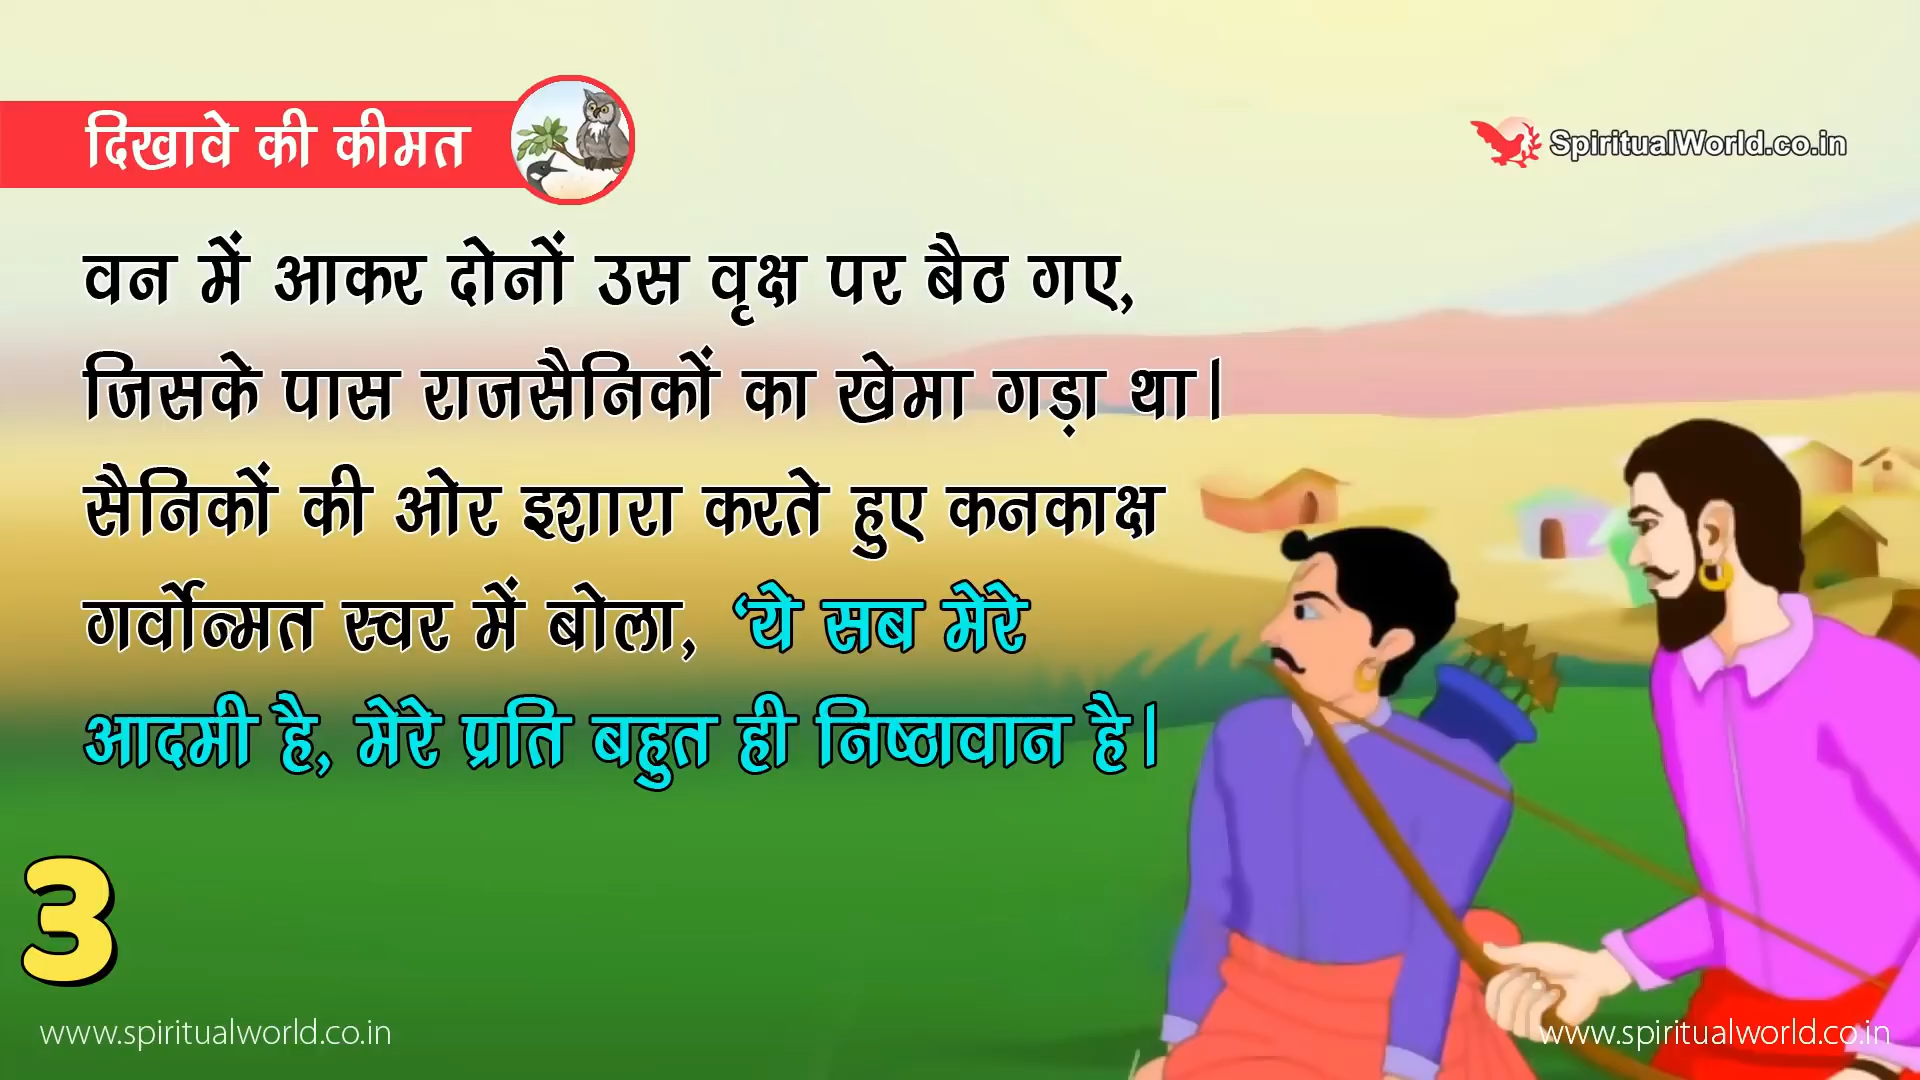 दिखावे की कीमत
SpiritualWorld.co.in
वन में आकर दोनों उस वृक्ष पर बैठ गए,
जिसके पास राजसैनिकों का खेमा गड़ा था।
सैनिकों की ओर इशारा करते हुए कनकाक्ष
गर्वोन्मत स्वर में बोला, ‘ये सब मेरे
आदमी है, मेरे प्रति बहुत ही निष्ठावान है।
3
www.spiritualworld.co.in
www.spiritualworld.co.in